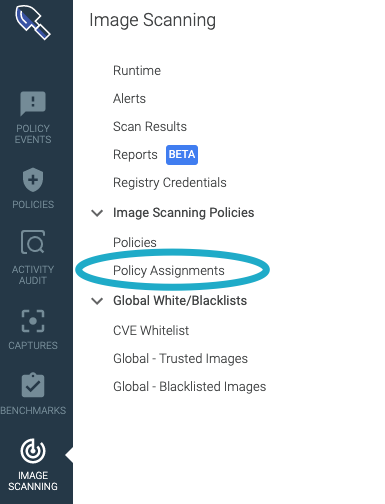 Image Scanning
Runtime
Alerts
Scan Results
Reports BETA
Registry Credentials
Image Scanning Policies
Policies
Policy Assignments
Global White/Blacklists
CVE Whitelist
Global - Trusted Images
Global - Blacklisted Images
POLICY
EVENTS
POLICIES
ACTIVITY
AUDIT
CAPTURES
BENCHMARKS
IMAGE
SCANNING